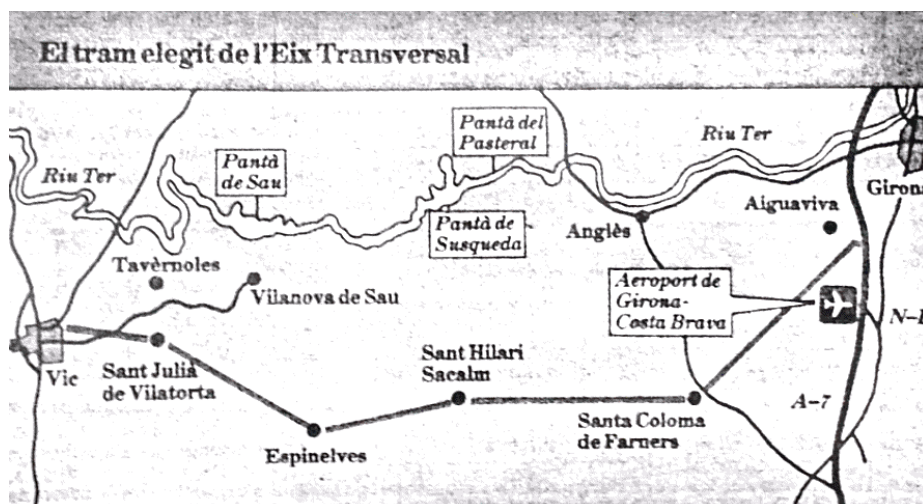 El tram elegit de l'Eix Transversal
Pantà del
Pasteral
Riu Ter
Pantà
de Sau
Riu Ter
Girona
Aiguaviva
Pantà de
Susqueda
Anglès
Tavèrnoles
Vilanova de Sau
Aeroport de
Girona-
Costa Brava
Vic
Sant Julià
de Vilatorta
Sant Hilari
Sacalm
A-7
Santa Coloma
de Farners
Espinelves